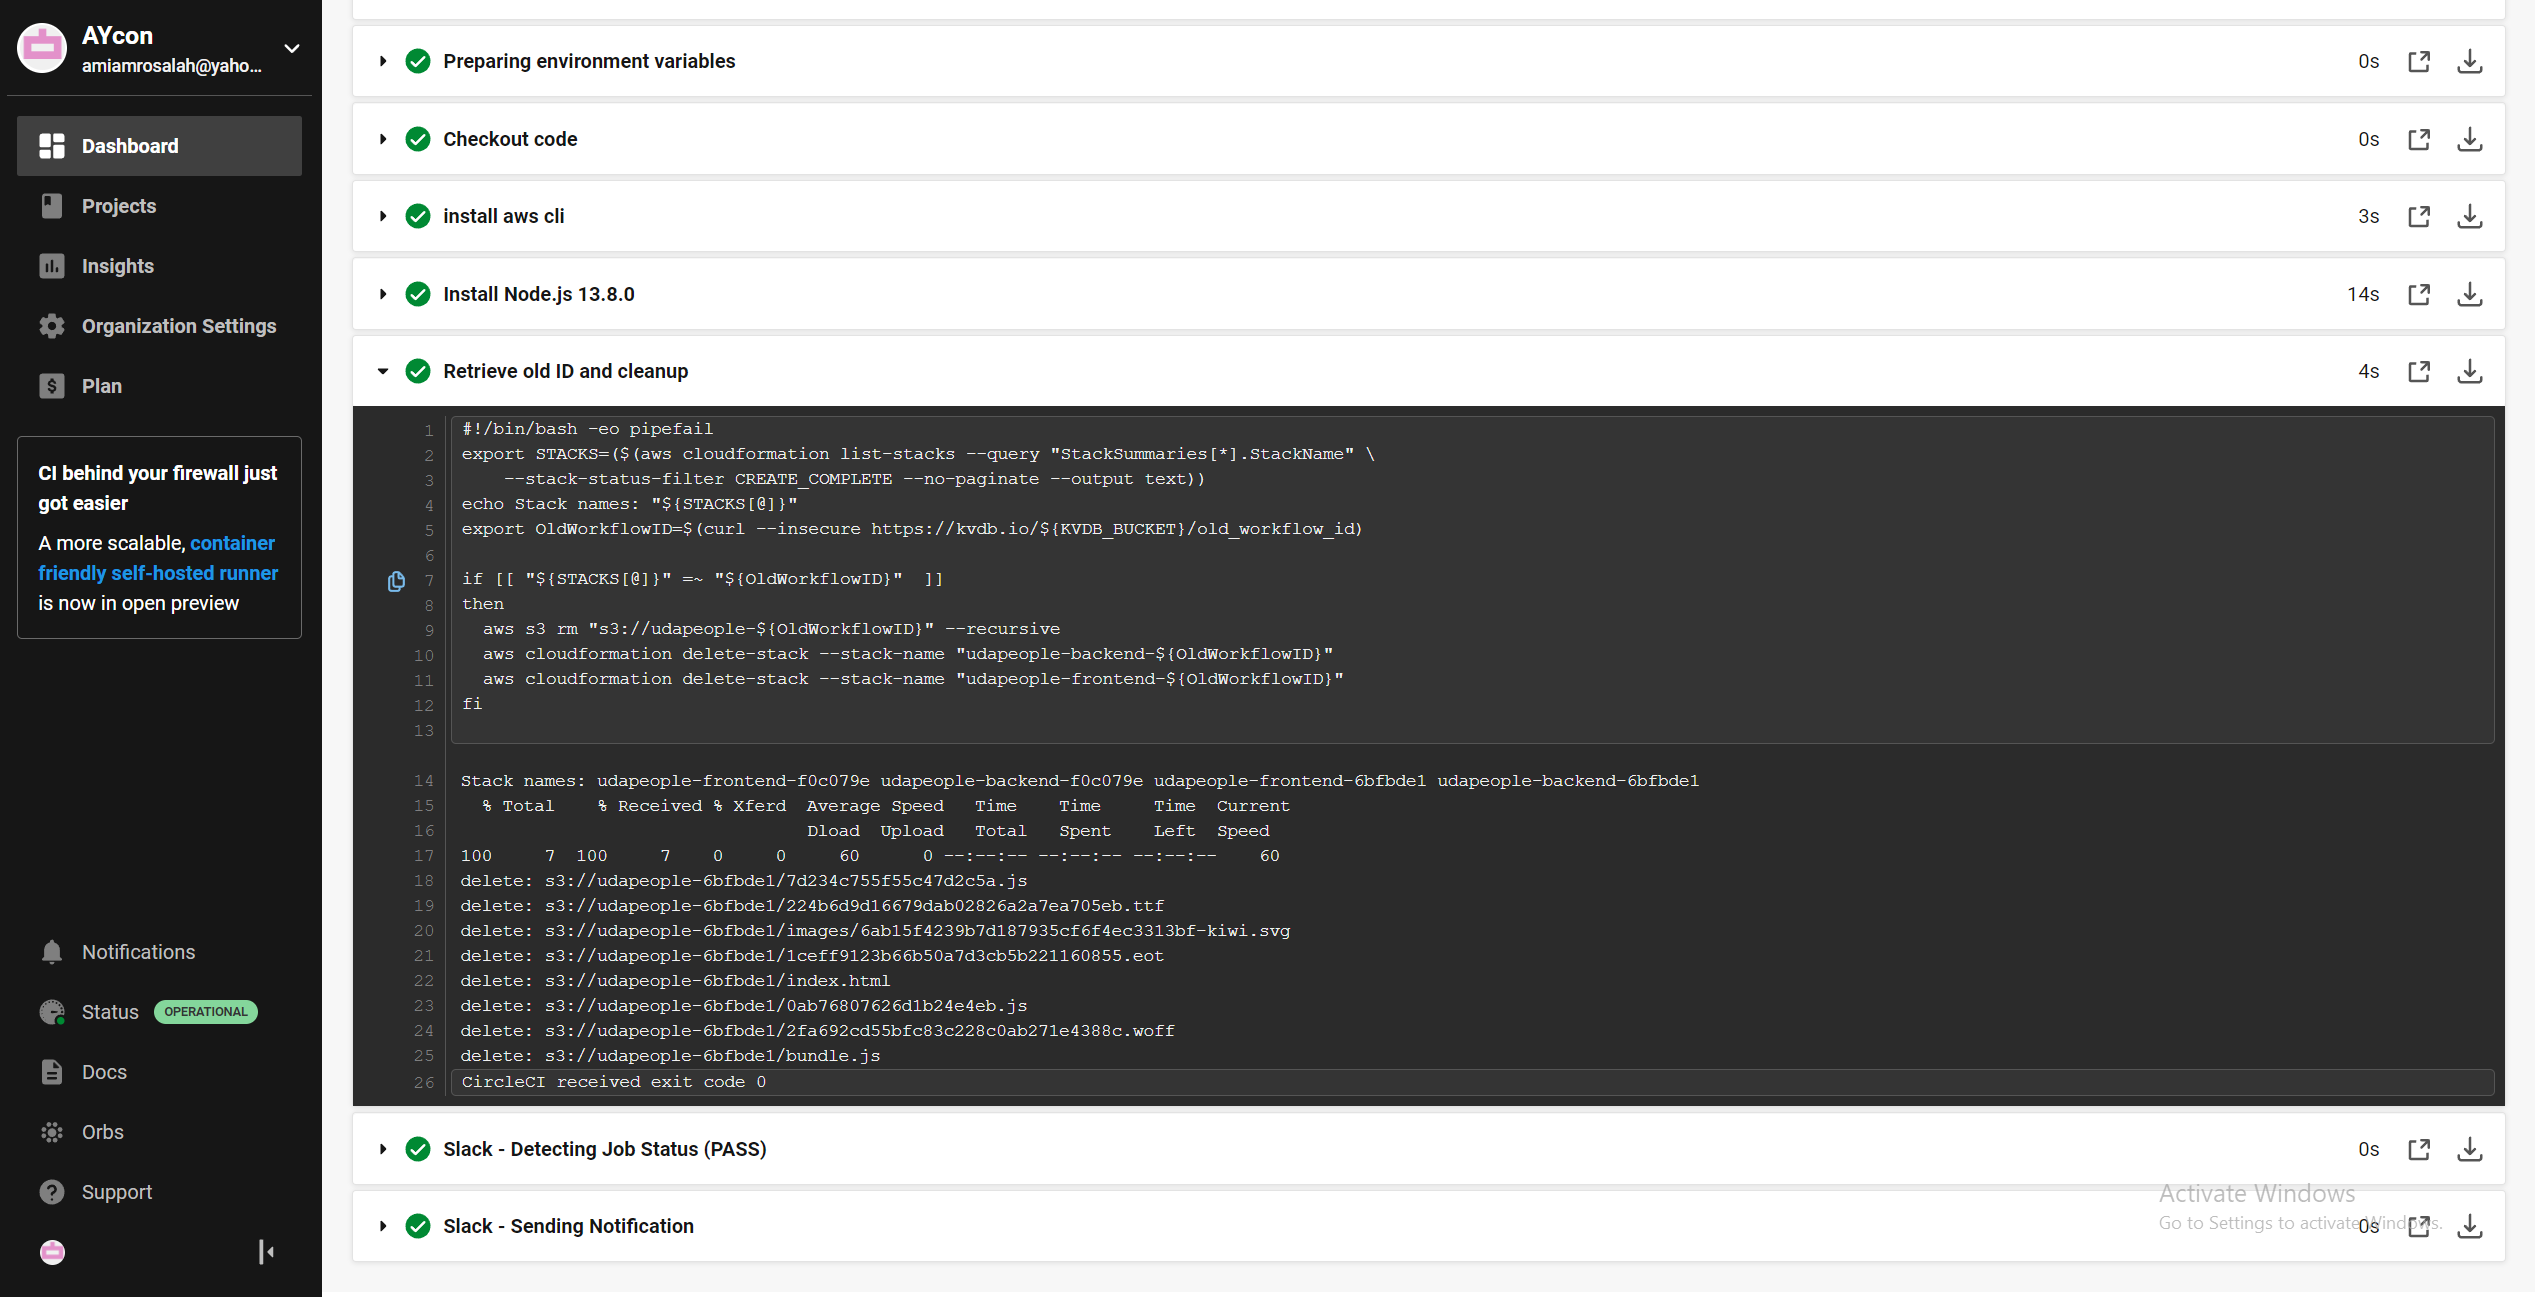 AYcon
amiamrosalah@yaho...
Dashboard
Projects
Insights
Organization Settings
Plan
CI behind your firewall just
got easier
A more scalable, container
friendly self-hosted runner
is now in open preview
Notifications
Status OPERATIONAL
Docs
Orbs
Support
Preparing environment variables 0s
Checkout code 0s
install aws cli 3s
Install Node.js 13.8.0 14s
Retrieve old ID and cleanup 4s
1 #!/bin/bash -eo pipefail
2 export STACKS=($(aws cloudformation list-stacks --query "StackSummaries[*].StackName" \
3 --stack-status-filter CREATE_COMPLETE --no-paginate --output text))
4 echo Stack names: "${STACKS[@]}"
5 export OldWorkflowID=$(curl --insecure https://kvdb.io/${KVDB_BUCKET}/old_workflow_id)
6
7 if [[ "${STACKS[@]}" =~ "${OldWorkflowID}" ]]
8 then
9 aws s3 rm "s3://udapeople-${OldWorkflowID}" --recursive
10 aws cloudformation delete-stack --stack-name "udapeople-backend-${OldWorkflowID}"
11 aws cloudformation delete-stack --stack-name "udapeople-frontend-${OldWorkflowID}"
12 fi
13
14 Stack names: udapeople-frontend-f0c079e udapeople-backend-f0c079e udapeople-frontend-6bfbde1 udapeople-backend-6bfbde1
15 % Total % Received % Xferd Average Speed Time Time Time Current
16 Dload Upload Total Spent Left Speed
17 100 7 100 7 0 0 60 0 --:--:-- --:--:-- --:--:-- 60
18 delete: s3://udapeople-6bfbde1/7d234c755f55c47d2c5a.js
19 delete: s3://udapeople-6bfbde1/224b6d9d16679dab02826a2a7ea705eb.ttf
20 delete: s3://udapeople-6bfbde1/images/6ab15f4239b7d187935cf6f4ec3313bf-kiwi.svg
21 delete: s3://udapeople-6bfbde1/1ceff9123b66b50a7d3cb5b221160855.eot
22 delete: s3://udapeople-6bfbde1/index.html
23 delete: s3://udapeople-6bfbde1/0ab76807626d1b24e4eb.js
24 delete: s3://udapeople-6bfbde1/2fa692cd55bfc83c228c0ab271e4388c.woff
25 delete: s3://udapeople-6bfbde1/bundle.js
26 CircleCI received exit code 0
Slack - Detecting Job Status (PASS) 0s
Slack - Sending Notification 0s
Activate Windows
Go to Settings to activate Windows.